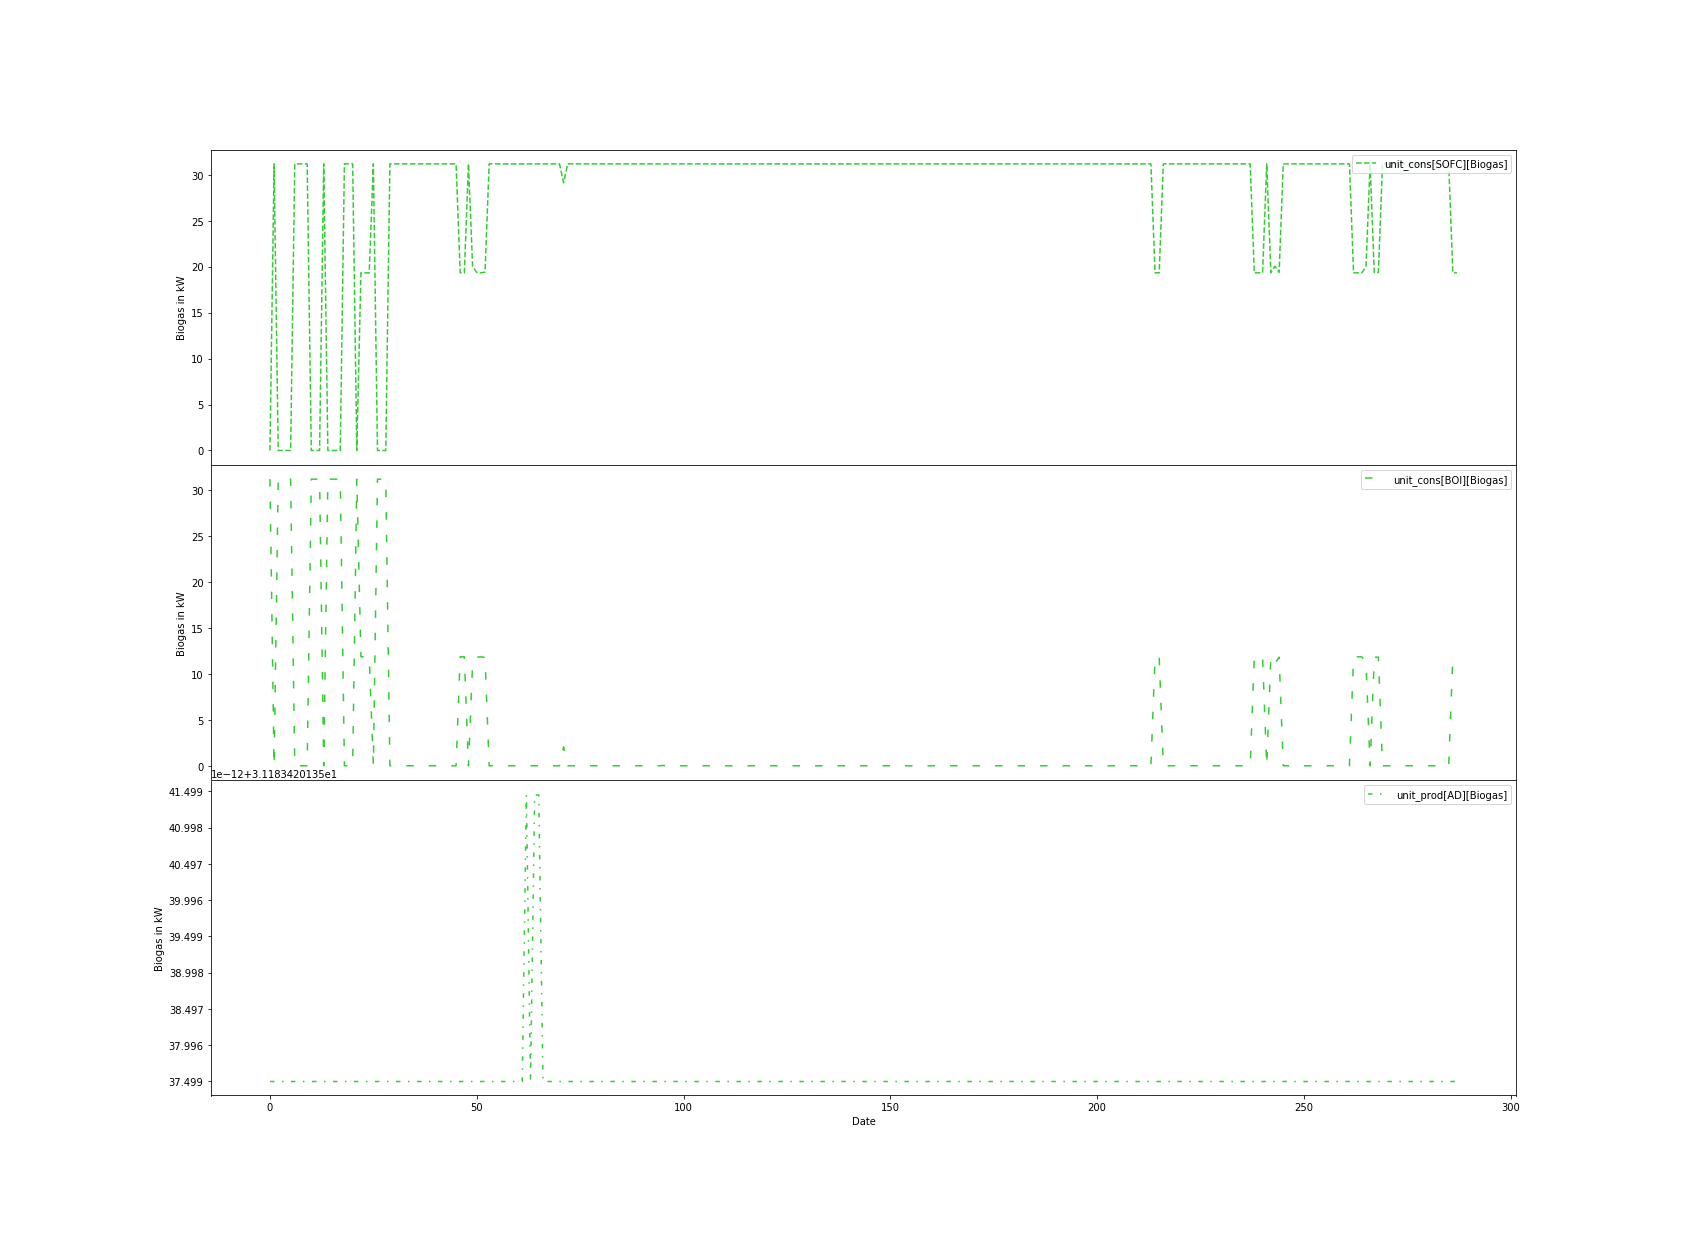 unit_cons[SOFC][Biogas]
30
25
20
15
10
5
0
Biogas in kW
unit_cons[BOI][Biogas]
30
25
20
15
10
5
0
Biogas in kW
1e−12+3.1183420135e1
unit_prod[AD][Biogas]
41.499
40.998
40.497
39.996
39.499
38.998
38.497
37.996
37.499
Biogas in kW
0 50 100 150 200 250 300
Date